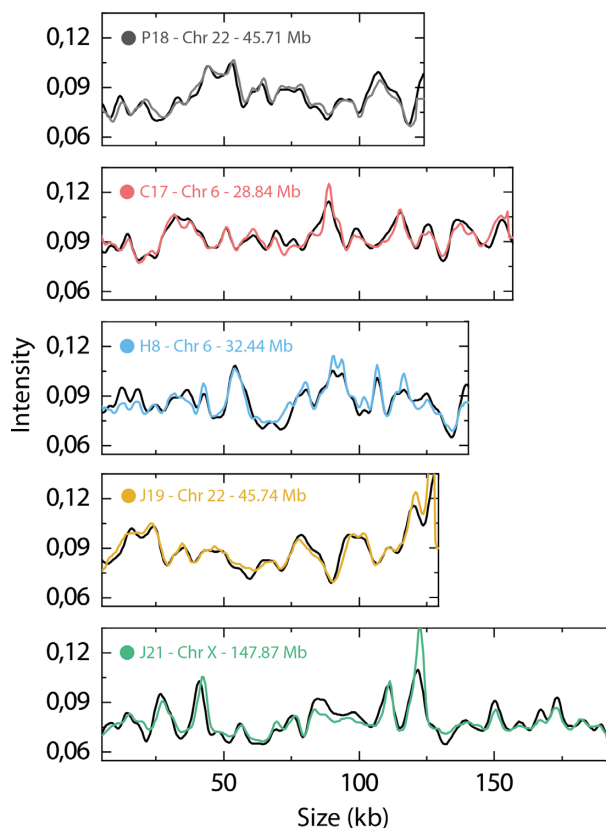 0,12
P18 - Chr 22 - 45.71 Mb
0,09
0,06
0,12
C17 - Chr 6 - 28.84 Mb
0,09
0,06
0,12
H8 - Chr 6 - 32.44 Mb
0,09
0,06
Intensity
0,12
J19 - Chr 22 - 45.74 Mb
0,09
0,06
0,12
J21 - Chr X - 147.87 Mb
0,09
0,06
50 100 150
Size (kb)